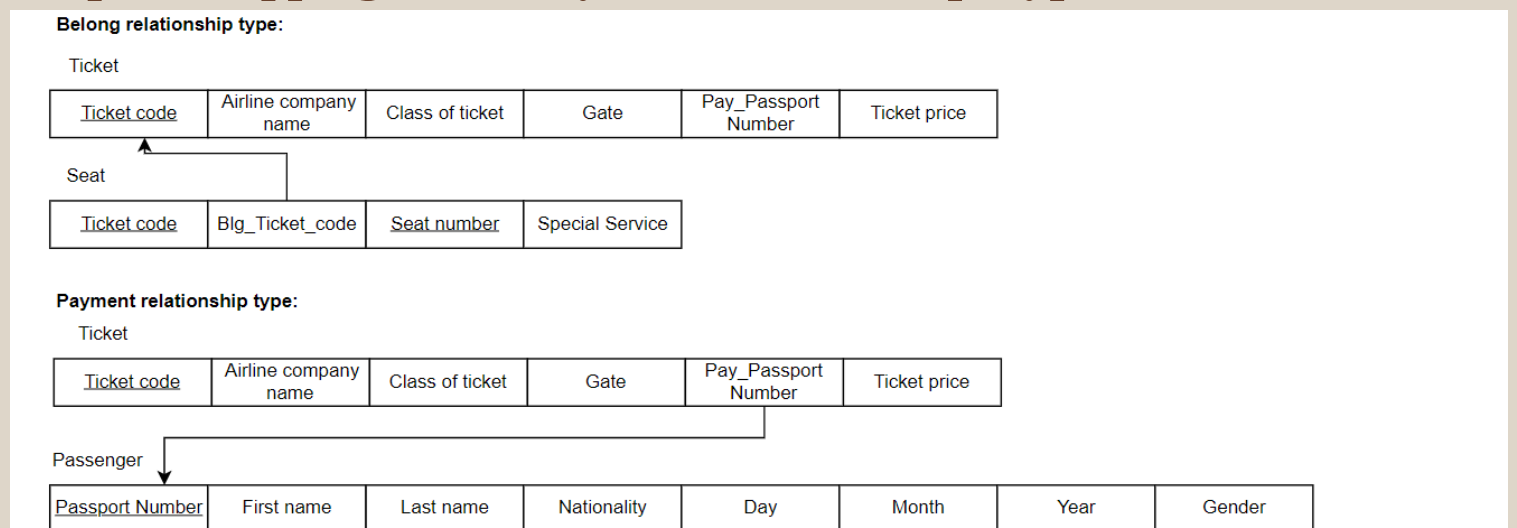 Belong relationship type:
Ticket
Ticket code Airline company name Class of ticket Gate Pay_Passport Number Ticket price
Seat
Ticket code Blg_Ticket_code Seat number Special Service
Payment relationship type:
Ticket
Ticket code Airline company name Class of ticket Gate Pay_Passport Number Ticket price
Passenger
Passport Number First name Last name Nationality Day Month Year Gender